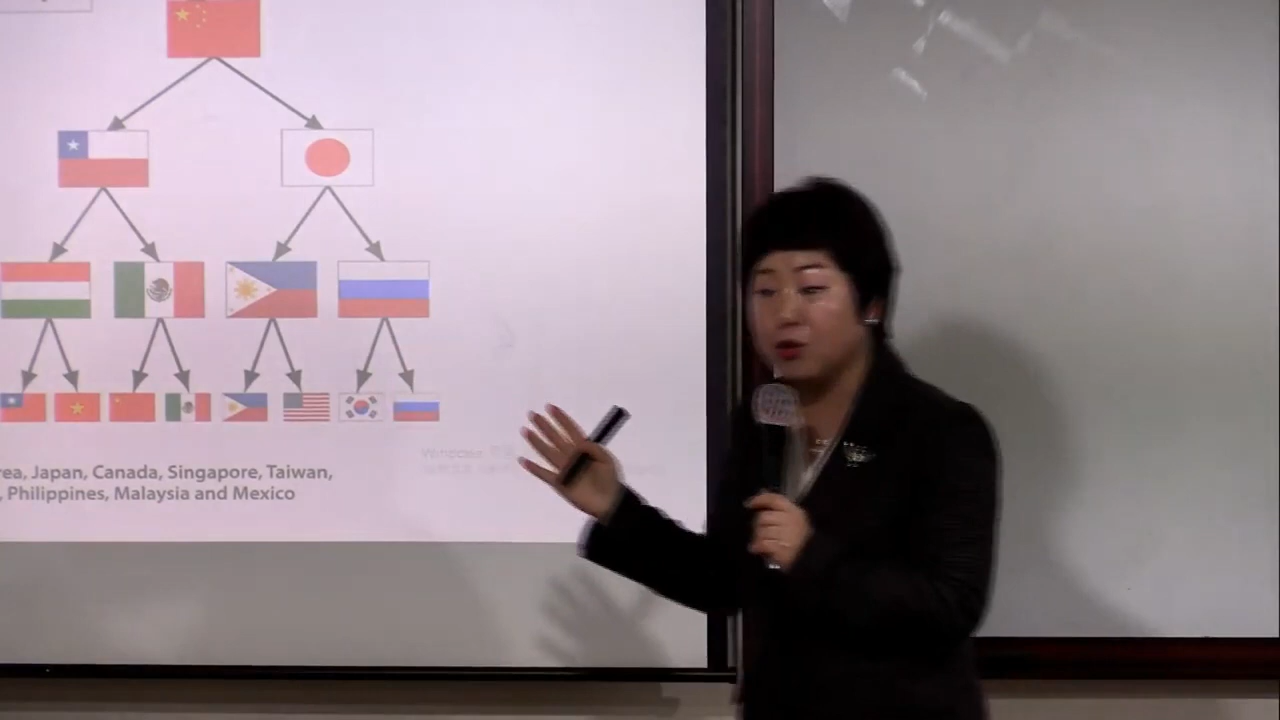 rea, Japan, Canada, Singapore, Taiwan,
, Philippines, Malaysia and Mexico